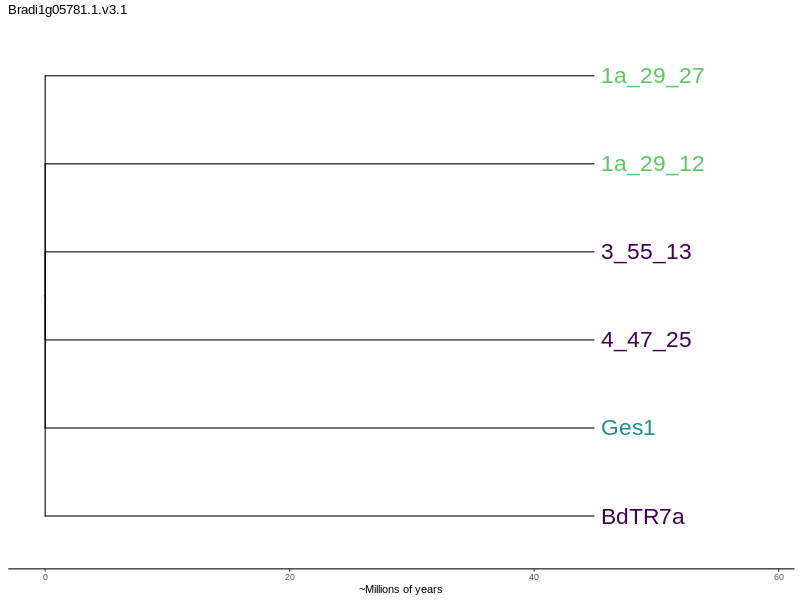 Bradi1g05781.1.v3.1
1a_29_27
1a_29_12
3_55_13
4_47_25
Ges1
BdTR7a
0 20 40 60
~Millions of years